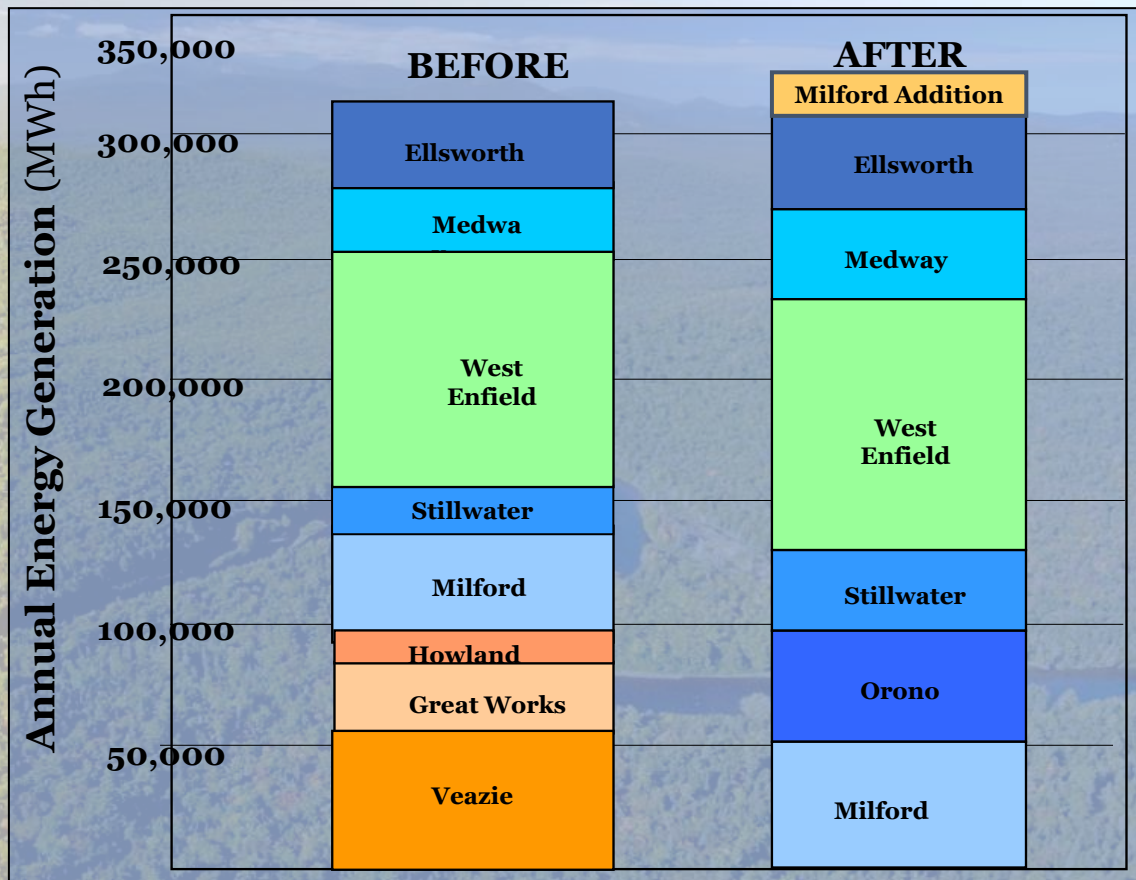 Annual Energy Generation (MWh)
350,000
300,000
250,000
200,000
150,000
100,000
50,000
BEFORE
Ellsworth
Medwa
West
Enfield
Stillwater
Milford
Howland
Great Works
Veazie
AFTER
Milford Addition
Ellsworth
Medway
West
Enfield
Stillwater
Orono
Milford